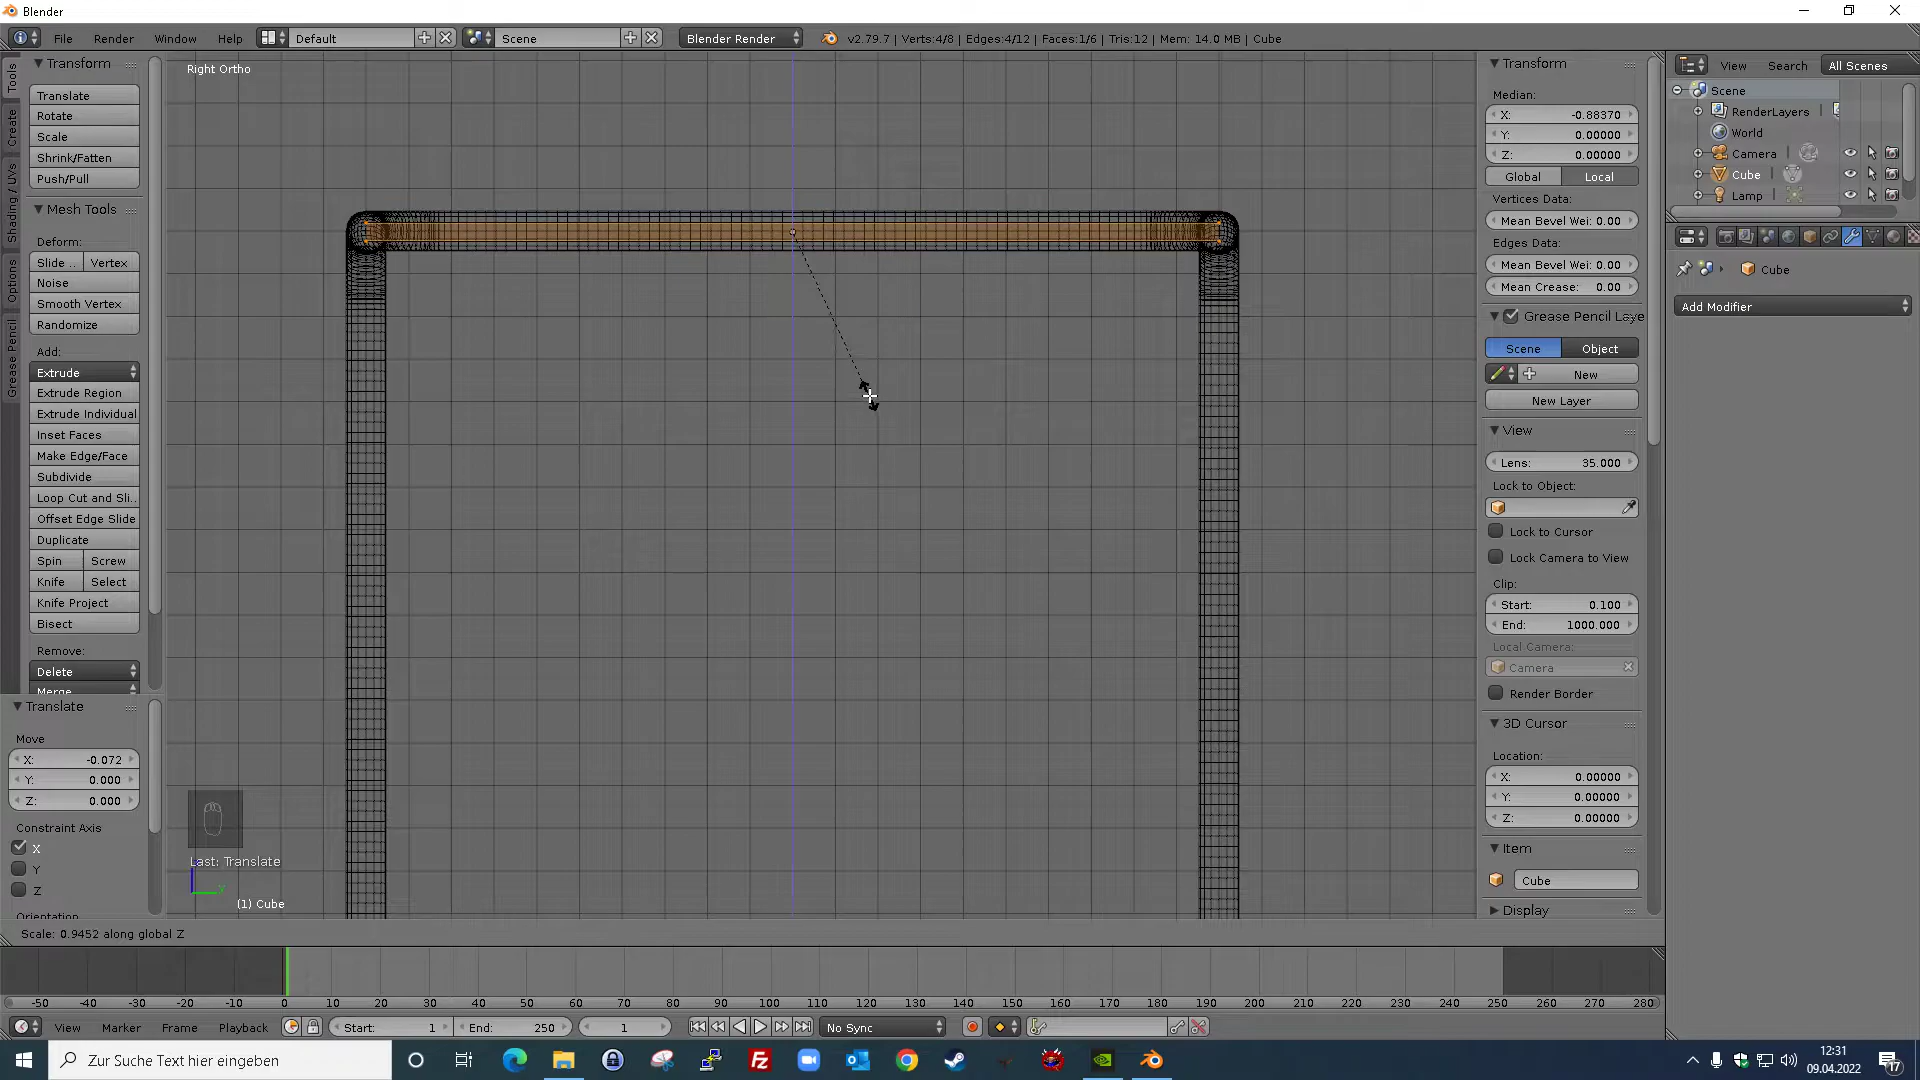 Blender
File
Render
Window
Help
Default
Scene
Blender Render
v2.79.7 | Verts:4/8 | Edges:4/12 | Faces:1/6 | Tris:12 | Mem: 14.0 MB | Cube
Tools
Create
Shading / UVs
Options
Grease Pencil
Transform
Translate
Rotate
Scale
Shrink/Fatten
Push/Pull
Mesh Tools
Deform:
Slide ..
Vertex
Noise
Smooth Vertex
Randomize
Add:
Extrude
Extrude Region
Extrude Individual
Inset Faces
Make Edge/Face
Subdivide
Loop Cut and Sli..
Offset Edge Slide
Duplicate
Spin
Screw
Knife
Select
Knife Project
Bisect
Remove:
Delete
Merge
Translate
Move
X: -0.072
Y: 0.000
Z: 0.000
Constraint Axis
X
Y
Z
Orientation
Right Ortho
Last: Translate
(1) Cube
Scale: 0.9452 along global Z
Transform
Median:
X: -0.88370
Y: 0.00000
Z: 0.00000
Global
Local
Vertices Data:
Mean Bevel Wei: 0.00
Edges Data:
Mean Bevel Wei: 0.00
Mean Crease: 0.00
Grease Pencil Laye
Scene
Object
New
New Layer
View
Lens: 35.000
Lock to Object:
Lock to Cursor
Lock Camera to View
Clip:
Start: 0.100
End: 1000.000
Local Camera:
Camera
Render Border
3D Cursor
Location:
X: 0.00000
Y: 0.00000
Z: 0.00000
Item
Cube
Display
View
Search
All Scenes
Scene
RenderLayers
World
Camera
Cube
Lamp
Cube
Add Modifier
-50 -40 -30 -20 -10 0 10 20 30 40 50 60 70 80 90 100 110 120 130 140 150 160 170 180 190 200 210 220 230 240 250 260 270 280
View
Marker
Frame
Playback
Start: 1
End: 250
1
No Sync
Zur Suche Text hier eingeben
12:31
09.04.2022
17